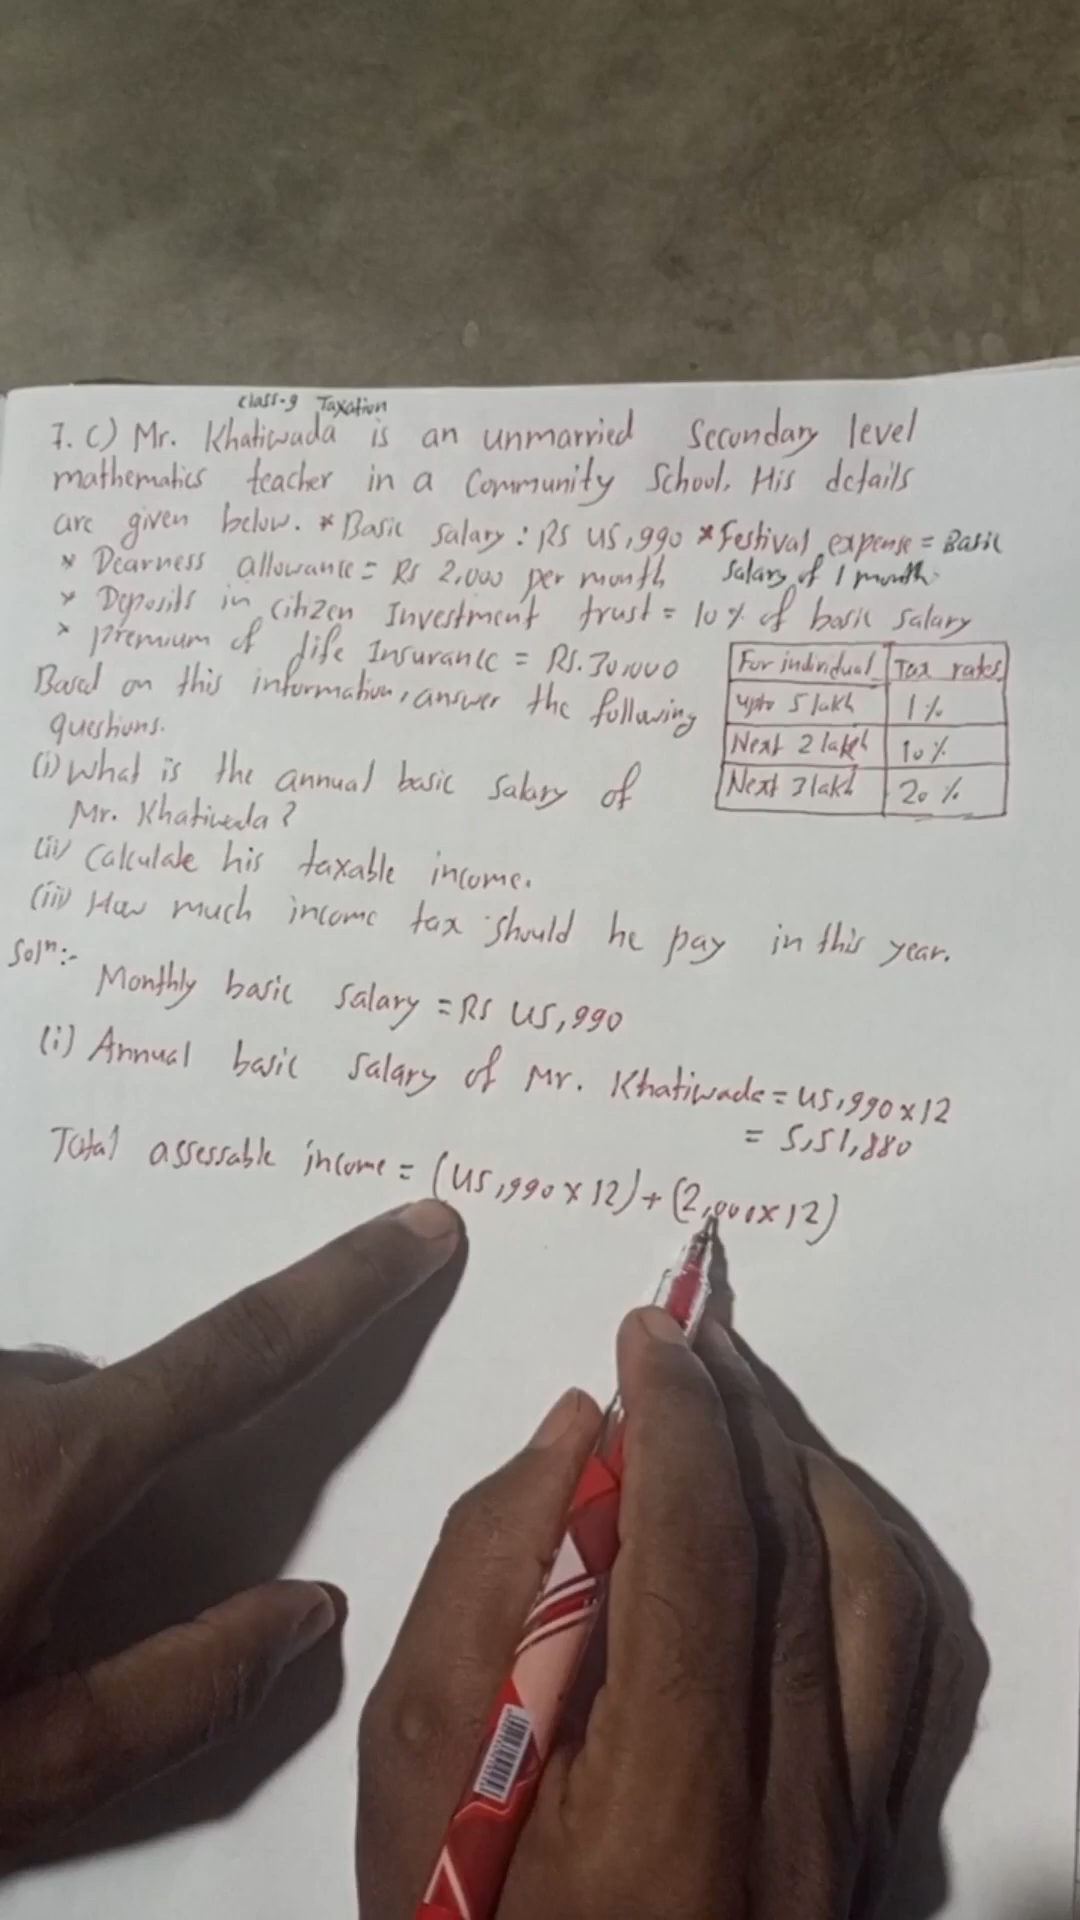 Class-9 Taxation
7. C) Mr. Khatiwada is an unmarried Secondary level
mathematics teacher in a Community School. His details
are given below. * Basic salary : Rs 45,990 * Festival expense = Basic
salary of 1 month
* Dearness allowance = Rs 2,000 per month
* Deposits in citizen Investment trust = 10% of basic salary
* premium of life Insurance = Rs. 30,000
Based on this information, answer the following
questions.
For individual Tax rates
upto 5 lakh 1%
Next 2 lakh 10%
Next 3 lakh 20%
(i) What is the annual basic salary of
Mr. Khatiwada?
(ii) Calculate his taxable income.
(iii) How much income tax should he pay in this year.
Solⁿ:-
Monthly basic salary = Rs 45,990
(i) Annual basic salary of Mr. Khatiwada = 45,990 x 12
= 5,51,880
Total assessable income = (45,990 x 12) + (2,000 x 12)